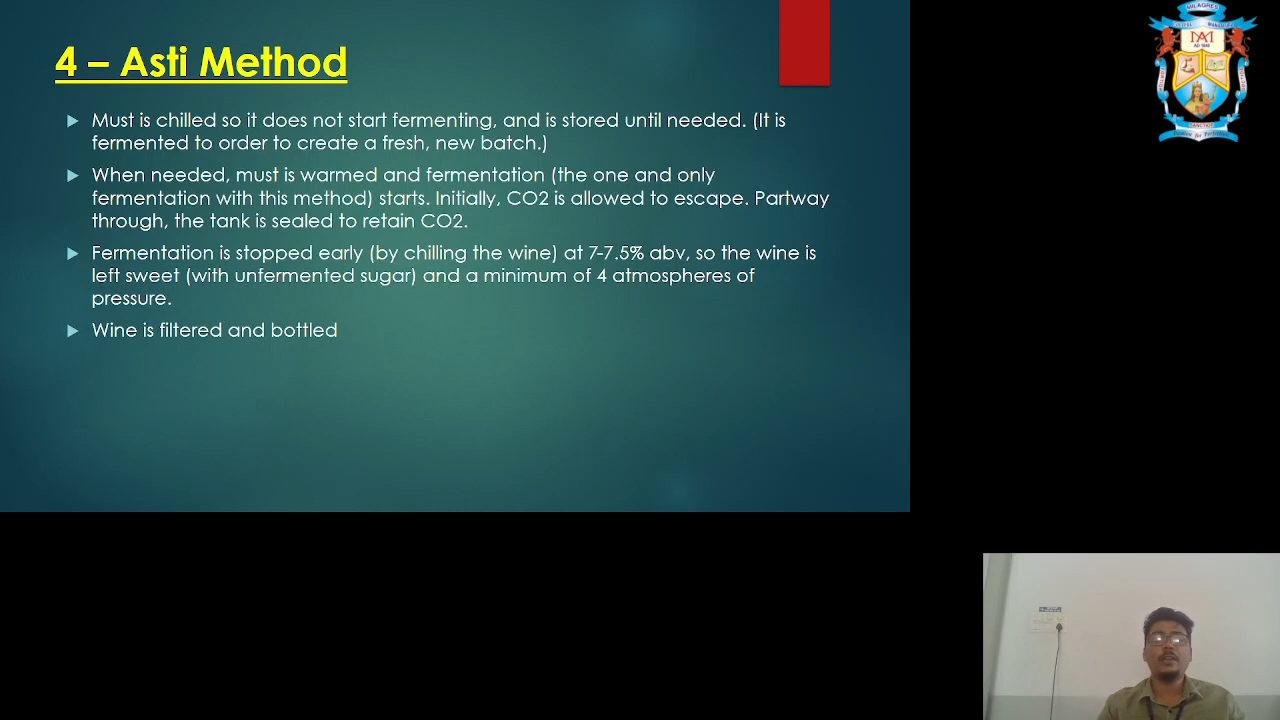 4 – Asti Method
Must is chilled so it does not start fermenting, and is stored until needed. (It is
fermented to order to create a fresh, new batch.)
When needed, must is warmed and fermentation (the one and only
fermentation with this method) starts. Initially, CO2 is allowed to escape. Partway
through, the tank is sealed to retain CO2.
Fermentation is stopped early (by chilling the wine) at 7-7.5% abv, so the wine is
left sweet (with unfermented sugar) and a minimum of 4 atmospheres of
pressure.
Wine is filtered and bottled
MILAGRES
AD 1848